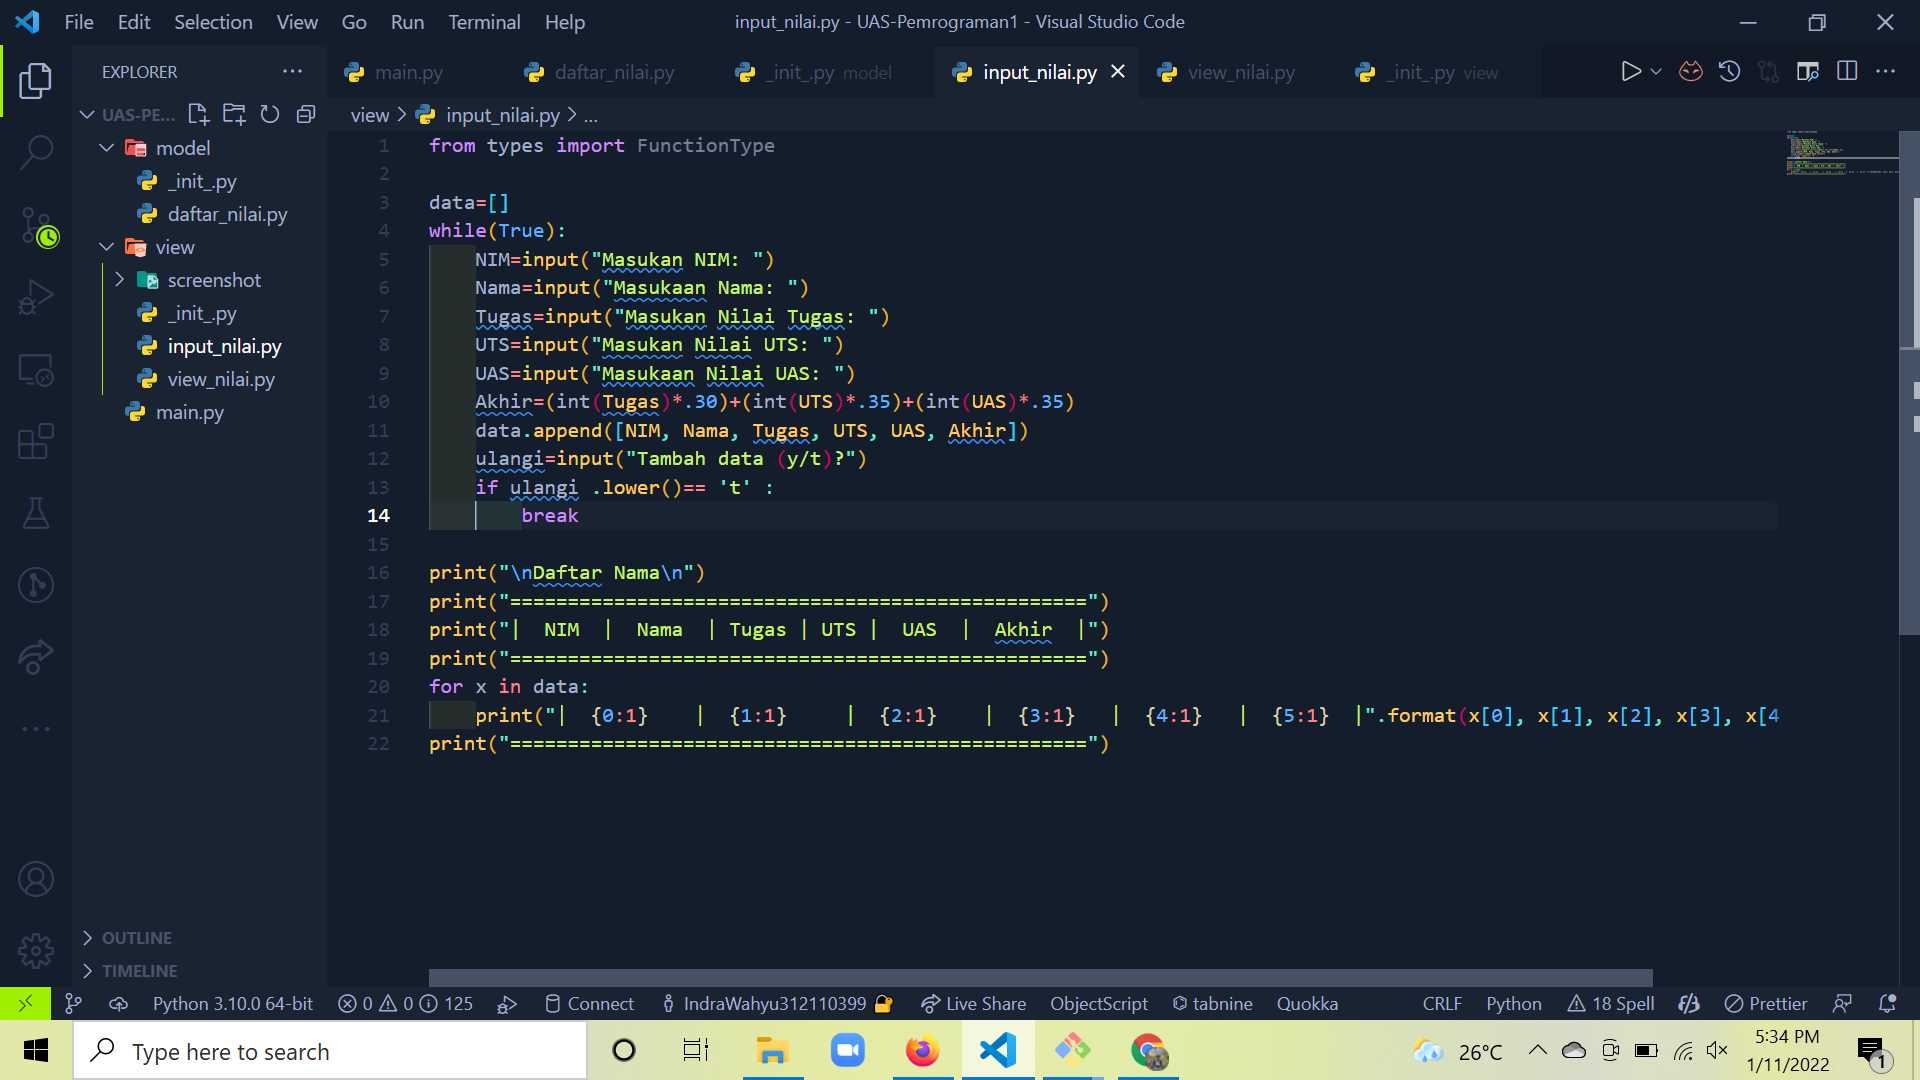 File Edit Selection View Go Run Terminal Help
input_nilai.py - UAS-Pemrograman1 - Visual Studio Code
EXPLORER
UAS-PE...
model
_init_.py
daftar_nilai.py
view
screenshot
_init_.py
input_nilai.py
view_nilai.py
main.py
OUTLINE
TIMELINE
main.py daftar_nilai.py _init_.py model input_nilai.py view_nilai.py _init_.py view
view > input_nilai.py > ...
1 from types import FunctionType
2
3 data=[]
4 while(True):
5 NIM=input("Masukan NIM: ")
6 Nama=input("Masukaan Nama: ")
7 Tugas=input("Masukan Nilai Tugas: ")
8 UTS=input("Masukan Nilai UTS: ")
9 UAS=input("Masukaan Nilai UAS: ")
10 Akhir=(int(Tugas)*.30)+(int(UTS)*.35)+(int(UAS)*.35)
11 data.append([NIM, Nama, Tugas, UTS, UAS, Akhir])
12 ulangi=input("Tambah data (y/t)?")
13 if ulangi .lower()== 't' :
14 break
15
16 print("\nDaftar Nama\n")
17 print("==================================================")
18 print("|  NIM  |  Nama  | Tugas | UTS |  UAS  |  Akhir  |")
19 print("==================================================")
20 for x in data:
21 print("|  {0:1}    |  {1:1}     |  {2:1}    |  {3:1}   |  {4:1}   |  {5:1}  |".format(x[0], x[1], x[2], x[3], x[4
22 print("==================================================")
Python 3.10.0 64-bit 0 0 125 Connect IndraWahyu312110399 Live Share ObjectScript tabnine Quokka CRLF Python 18 Spell Prettier
Type here to search
26°C
5:34 PM
1/11/2022
1